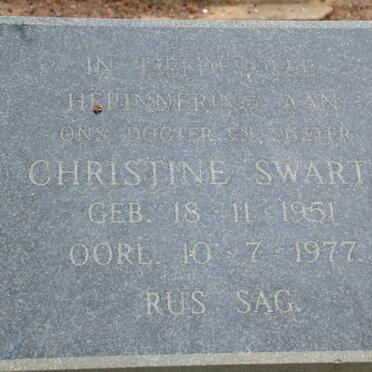 IN LIEFDEVOLLE
HERINNERING AAN
ONS DOGTER EN SUSTER
CHRISTINE SWART
GEB. 18 - 11 - 1951
OORL. 10 - 7 - 1977.
RUS SAG.